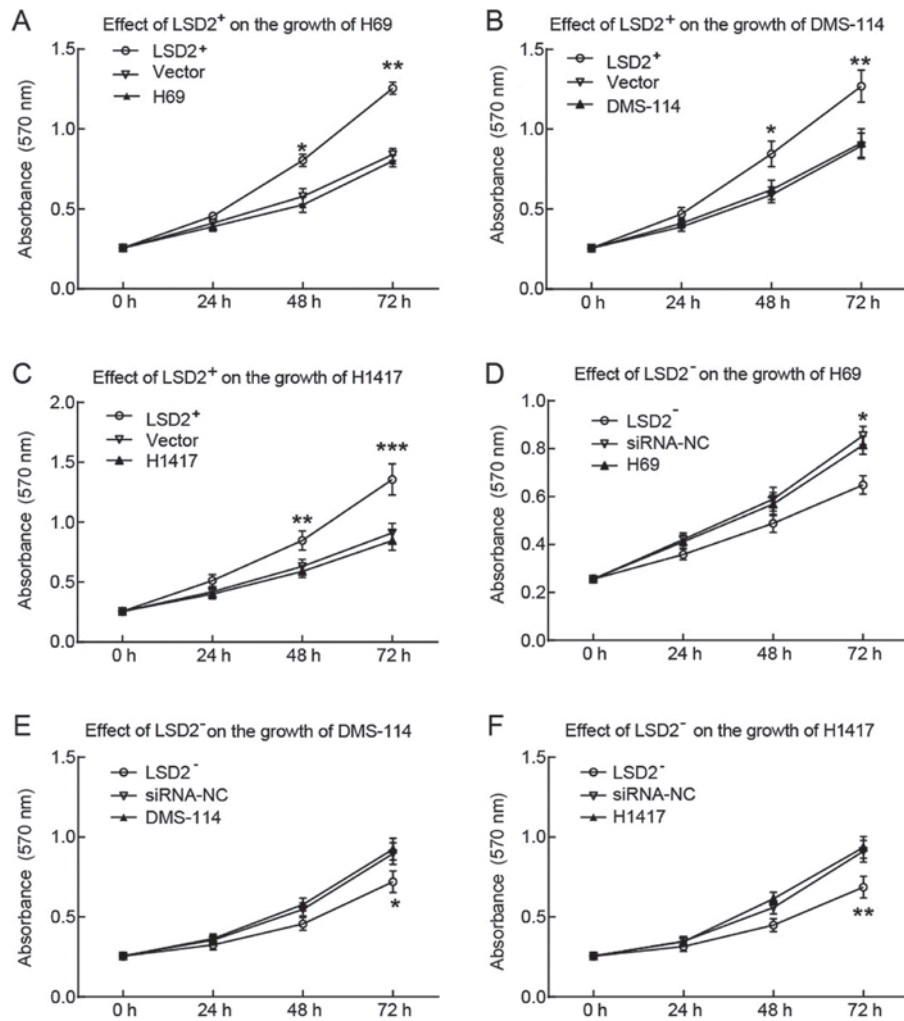 A
Effect of LSD2⁺ on the growth of H69
LSD2⁺
Vector
H69
Absorbance (570 nm)
1.5
1.0
0.5
0.0
*
**
0 h 24 h 48 h 72 h
B
Effect of LSD2⁺ on the growth of DMS-114
LSD2⁺
Vector
DMS-114
Absorbance (570 nm)
1.5
1.0
0.5
0.0
*
**
0 h 24 h 48 h 72 h
C
Effect of LSD2⁺ on the growth of H1417
LSD2⁺
Vector
H1417
Absorbance (570 nm)
2.0
1.5
1.0
0.5
0.0
**
***
0 h 24 h 48 h 72 h
D
Effect of LSD2⁻ on the growth of H69
LSD2⁻
siRNA-NC
H69
Absorbance (570 nm)
1.0
0.8
0.6
0.4
0.2
0.0
*
0 h 24 h 48 h 72 h
E
Effect of LSD2⁻ on the growth of DMS-114
LSD2⁻
siRNA-NC
DMS-114
Absorbance (570 nm)
1.5
1.0
0.5
0.0
*
0 h 24 h 48 h 72 h
F
Effect of LSD2⁻ on the growth of H1417
LSD2⁻
siRNA-NC
H1417
Absorbance (570 nm)
1.5
1.0
0.5
0.0
**
0 h 24 h 48 h 72 h